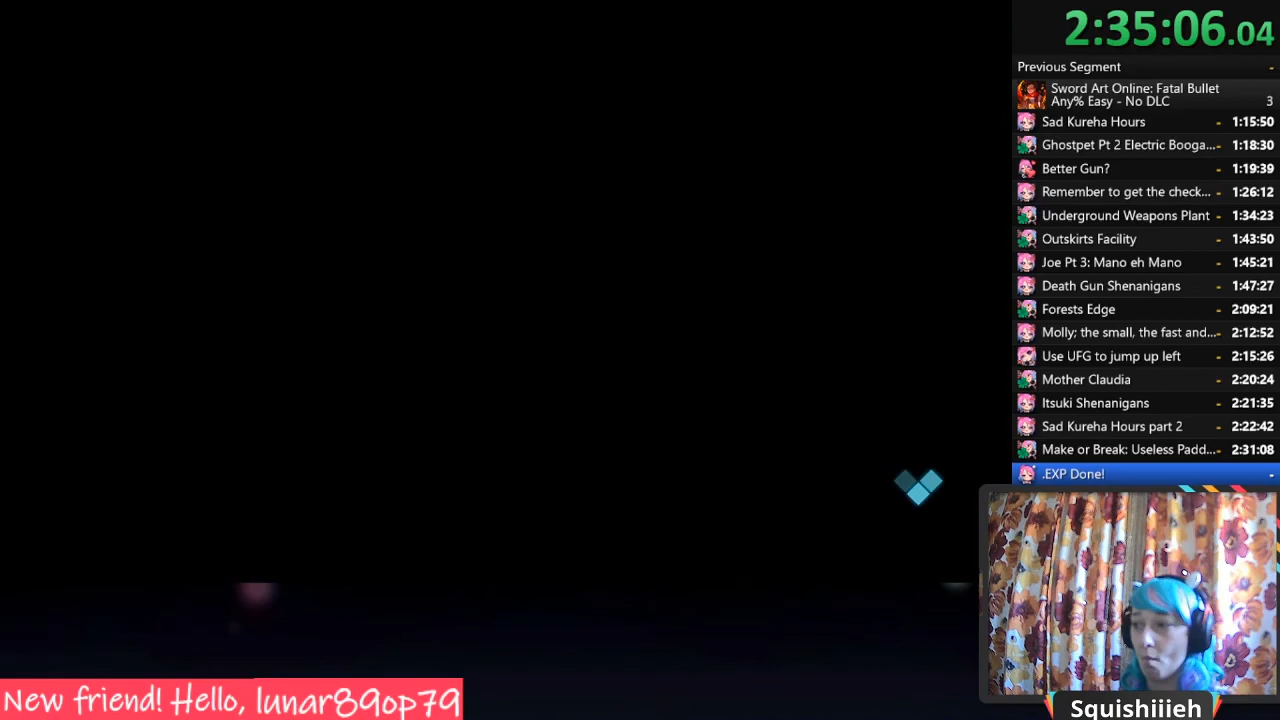 2:35:06.04
Previous Segment -
Sword Art Online: Fatal Bullet
Any% Easy - No DLC 3
Sad Kureha Hours - 1:15:50
Ghostpet Pt 2 Electric Booga... - 1:18:30
Better Gun? - 1:19:39
Remember to get the check... - 1:26:12
Underground Weapons Plant - 1:34:23
Outskirts Facility - 1:43:50
Joe Pt 3: Mano eh Mano - 1:45:21
Death Gun Shenanigans - 1:47:27
Forests Edge - 2:09:21
Molly; the small, the fast and... - 2:12:52
Use UFG to jump up left - 2:15:26
Mother Claudia - 2:20:24
Itsuki Shenanigans - 2:21:35
Sad Kureha Hours part 2 - 2:22:42
Make or Break: Useless Padd... - 2:31:08
.EXP Done! -
New friend! Hello, lunar89op79
Squishiiieh